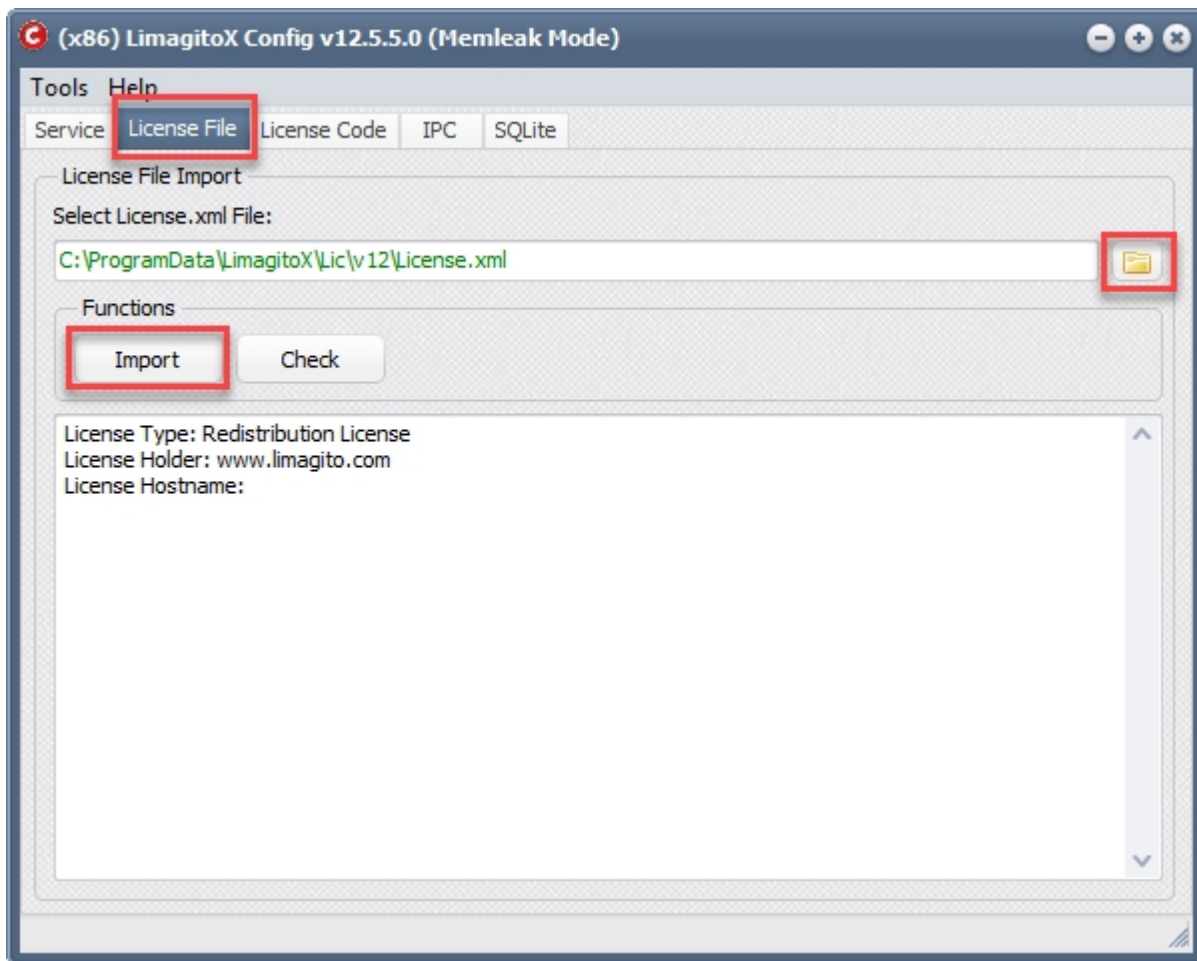 (x86) LimagitoX Config v12.5.5.0 (Memleak Mode)
Tools Help
Service License File License Code IPC SQLite
License File Import
Select License.xml File:
C:\ProgramData\LimagitoX\Lic\v12\License.xml
Functions
Import Check
License Type: Redistribution License
License Holder: www.limagito.com
License Hostname: